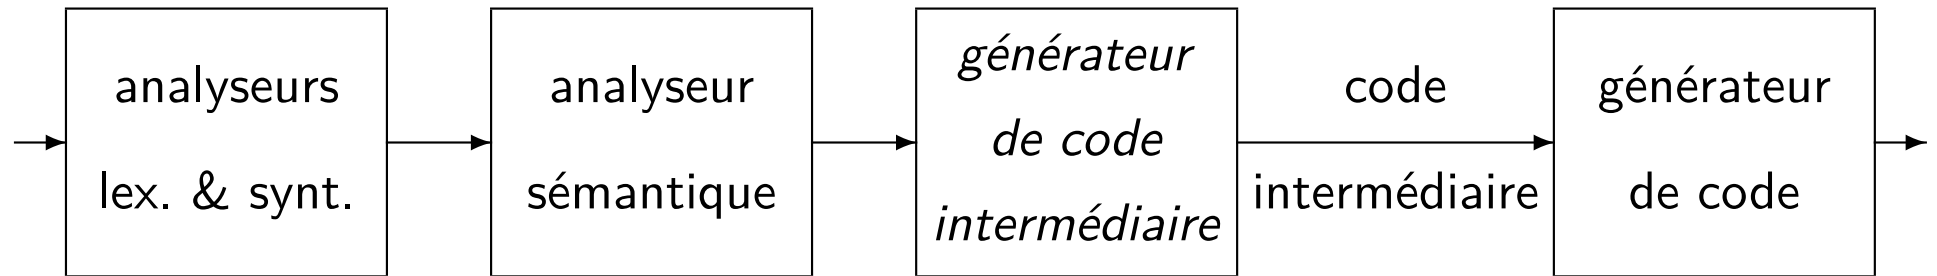 analyseurs
lex. & synt.
analyseur
sémantique
générateur
de code
intermédiaire
code
intermédiaire
générateur
de code